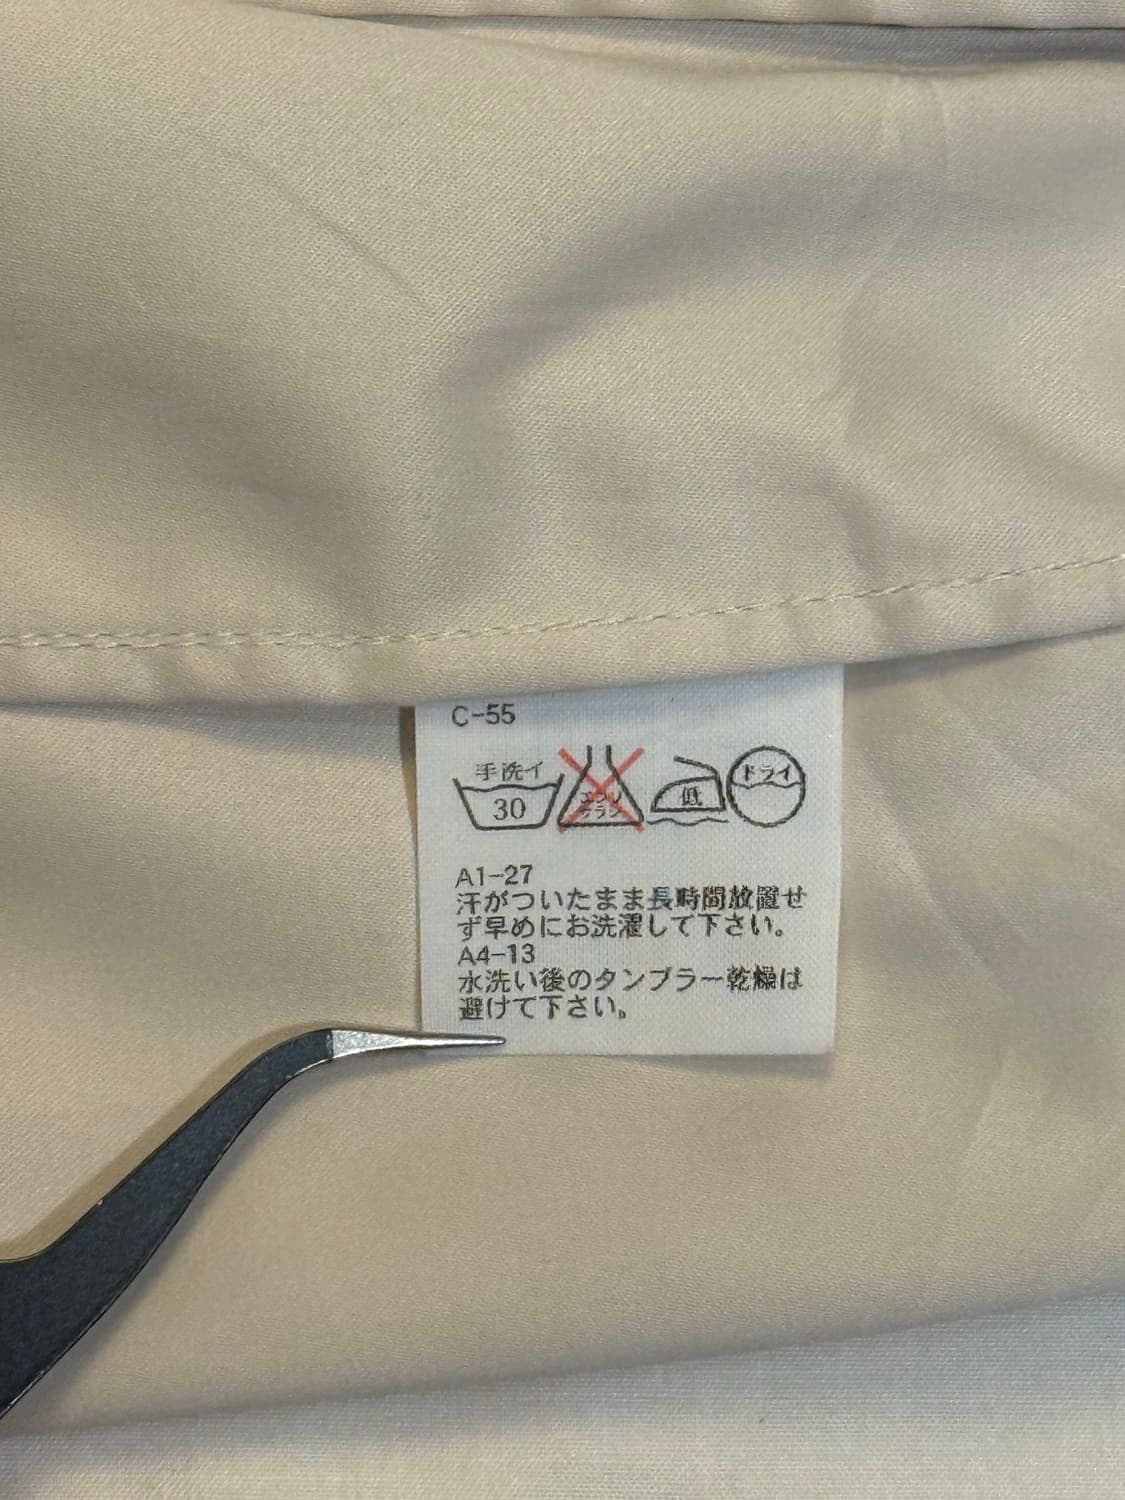 C-55
手洗イ
30
エンソ
サラシ
低
ドライ
A1-27
汗がついたまま長時間放置せ
ず早めにお洗濯して下さい。
A4-13
水洗い後のタンブラー乾燥は
避けて下さい。